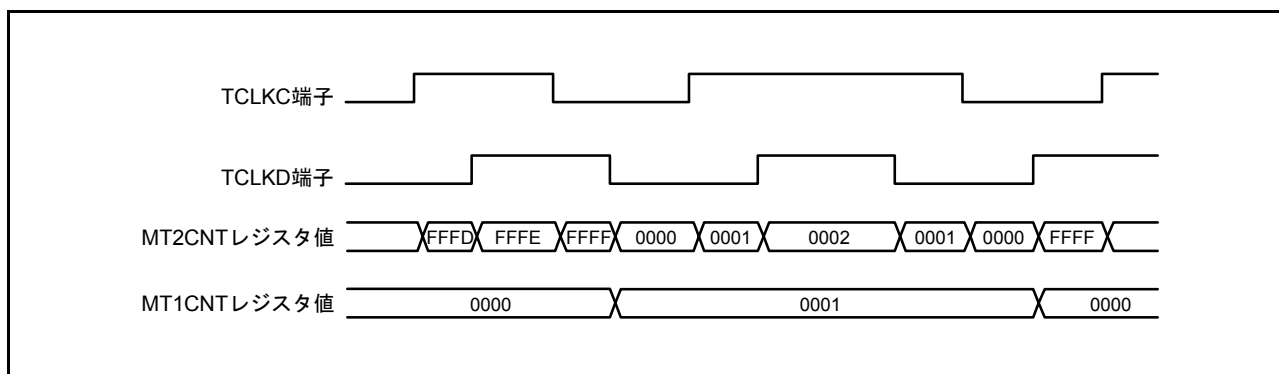 TCLKC端子
TCLKD端子
MT2CNTレジスタ値 FFFD FFFE FFFF 0000 0001 0002 0001 0000 FFFF
MT1CNTレジスタ値 0000 0001 0000